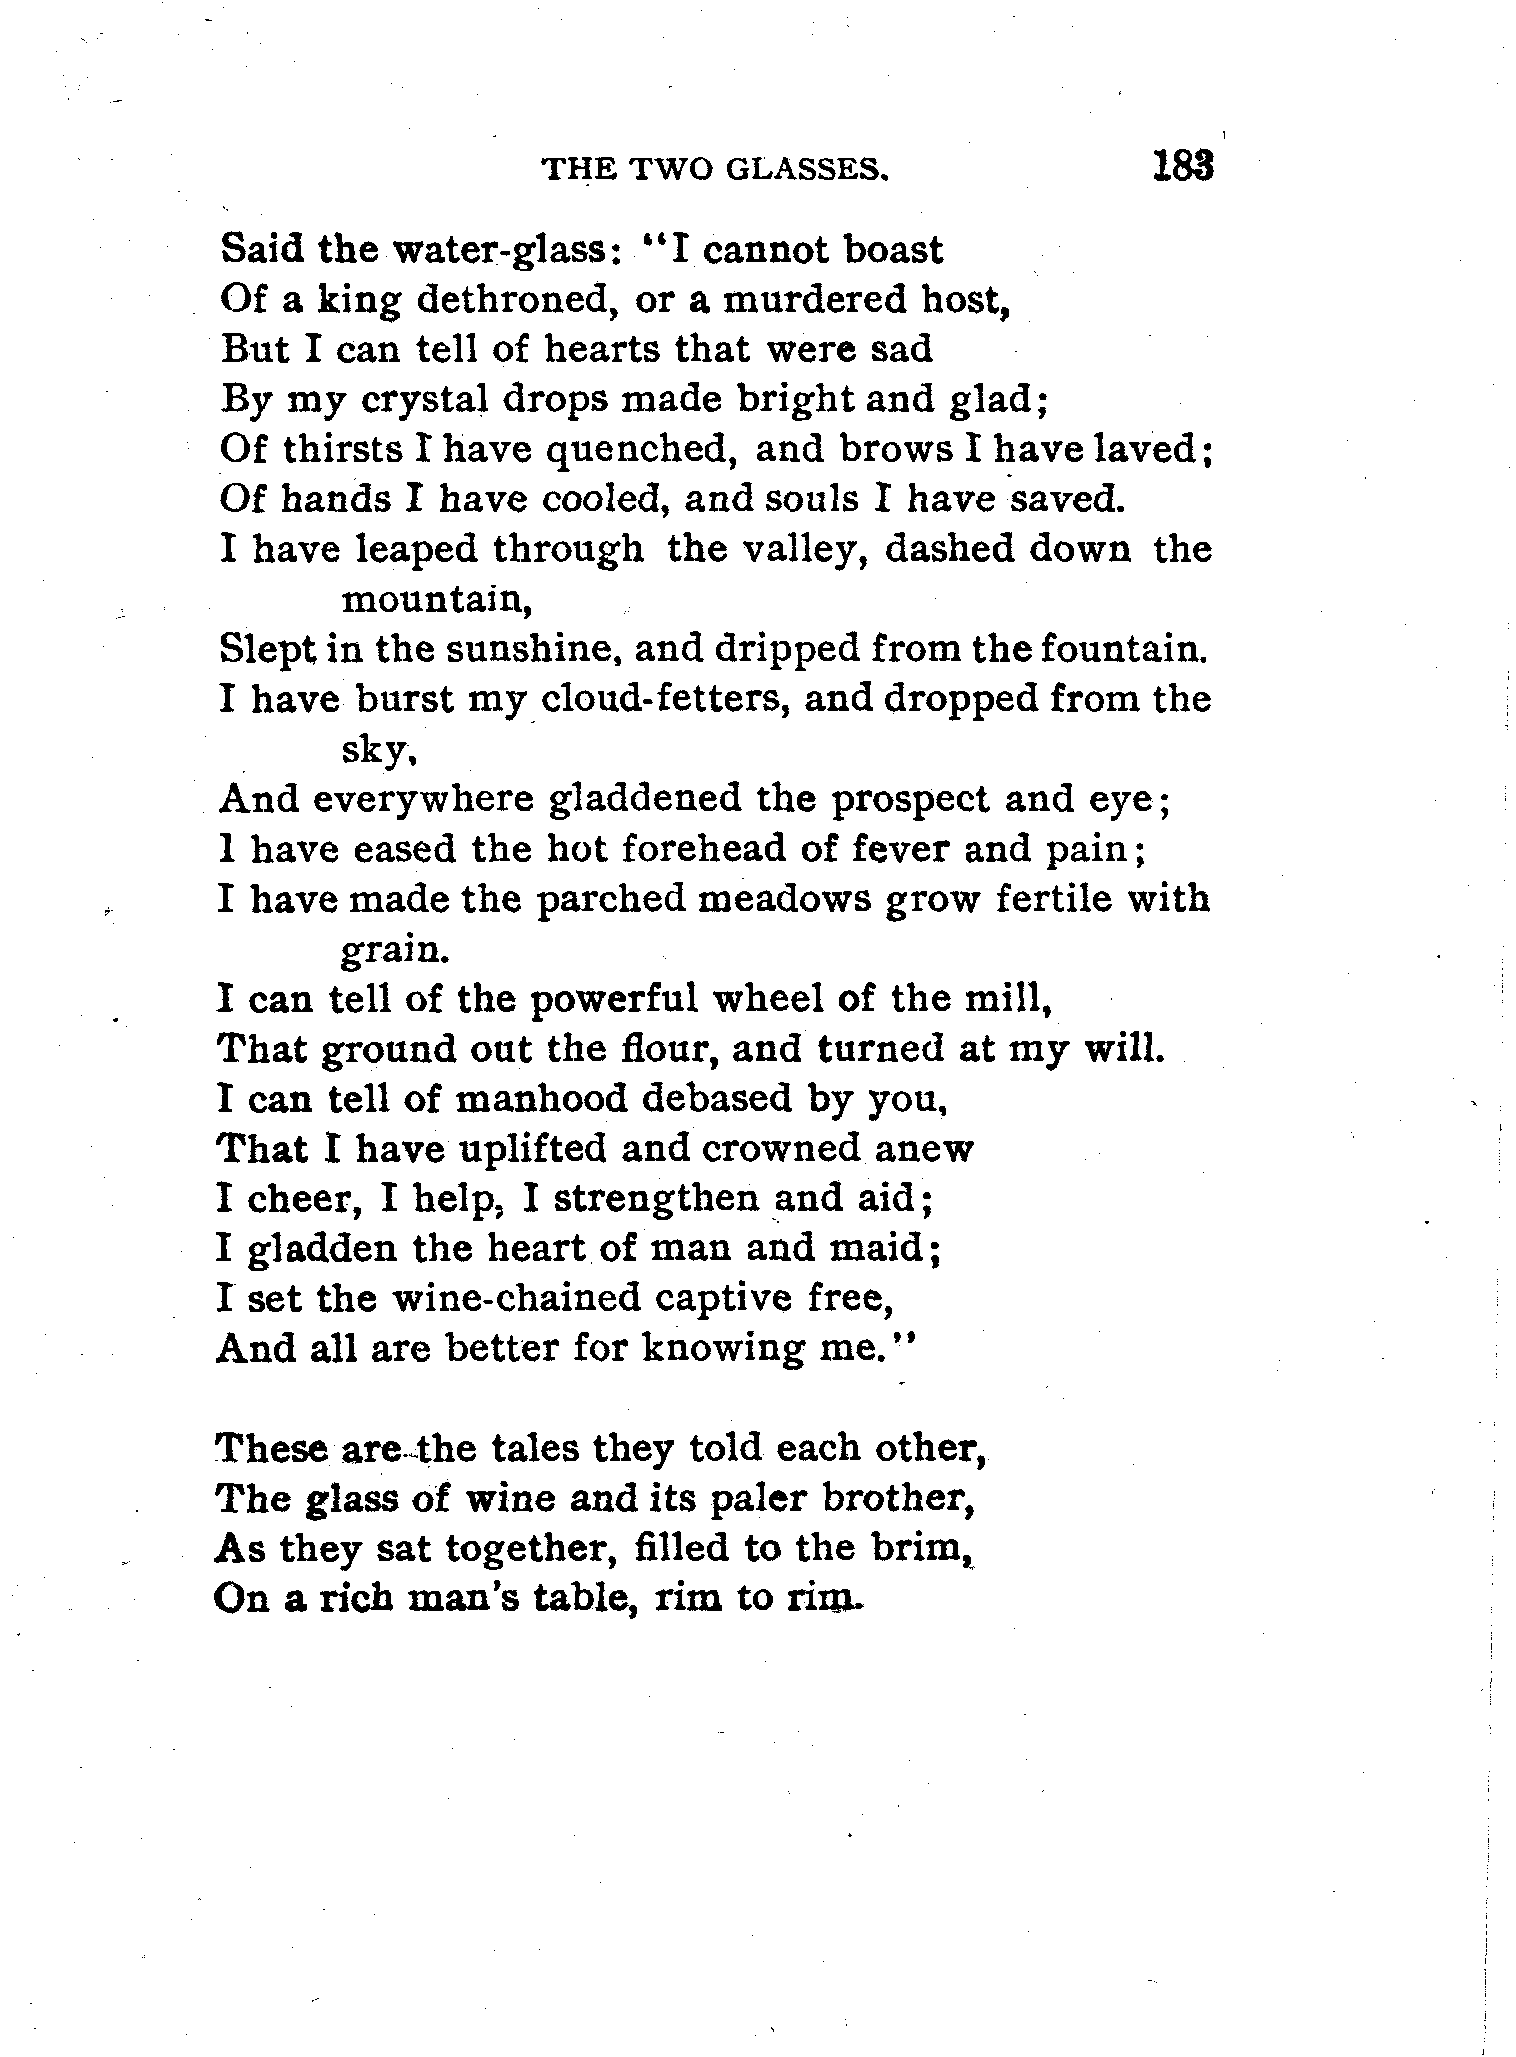 THE TWO GLASSES. 183
Said the water-glass: "I cannot boast
Of a king dethroned, or a murdered host,
But I can tell of hearts that were sad
By my crystal drops made bright and glad;
Of thirsts I have quenched, and brows I have laved;
Of hands I have cooled, and souls I have saved.
I have leaped through the valley, dashed down the
mountain,
Slept in the sunshine, and dripped from the fountain.
I have burst my cloud-fetters, and dropped from the
sky,
And everywhere gladdened the prospect and eye;
I have eased the hot forehead of fever and pain;
I have made the parched meadows grow fertile with
grain.
I can tell of the powerful wheel of the mill,
That ground out the flour, and turned at my will.
I can tell of manhood debased by you,
That I have uplifted and crowned anew
I cheer, I help, I strengthen and aid;
I gladden the heart of man and maid;
I set the wine-chained captive free,
And all are better for knowing me."
These are the tales they told each other,
The glass of wine and its paler brother,
As they sat together, filled to the brim,
On a rich man's table, rim to rim.